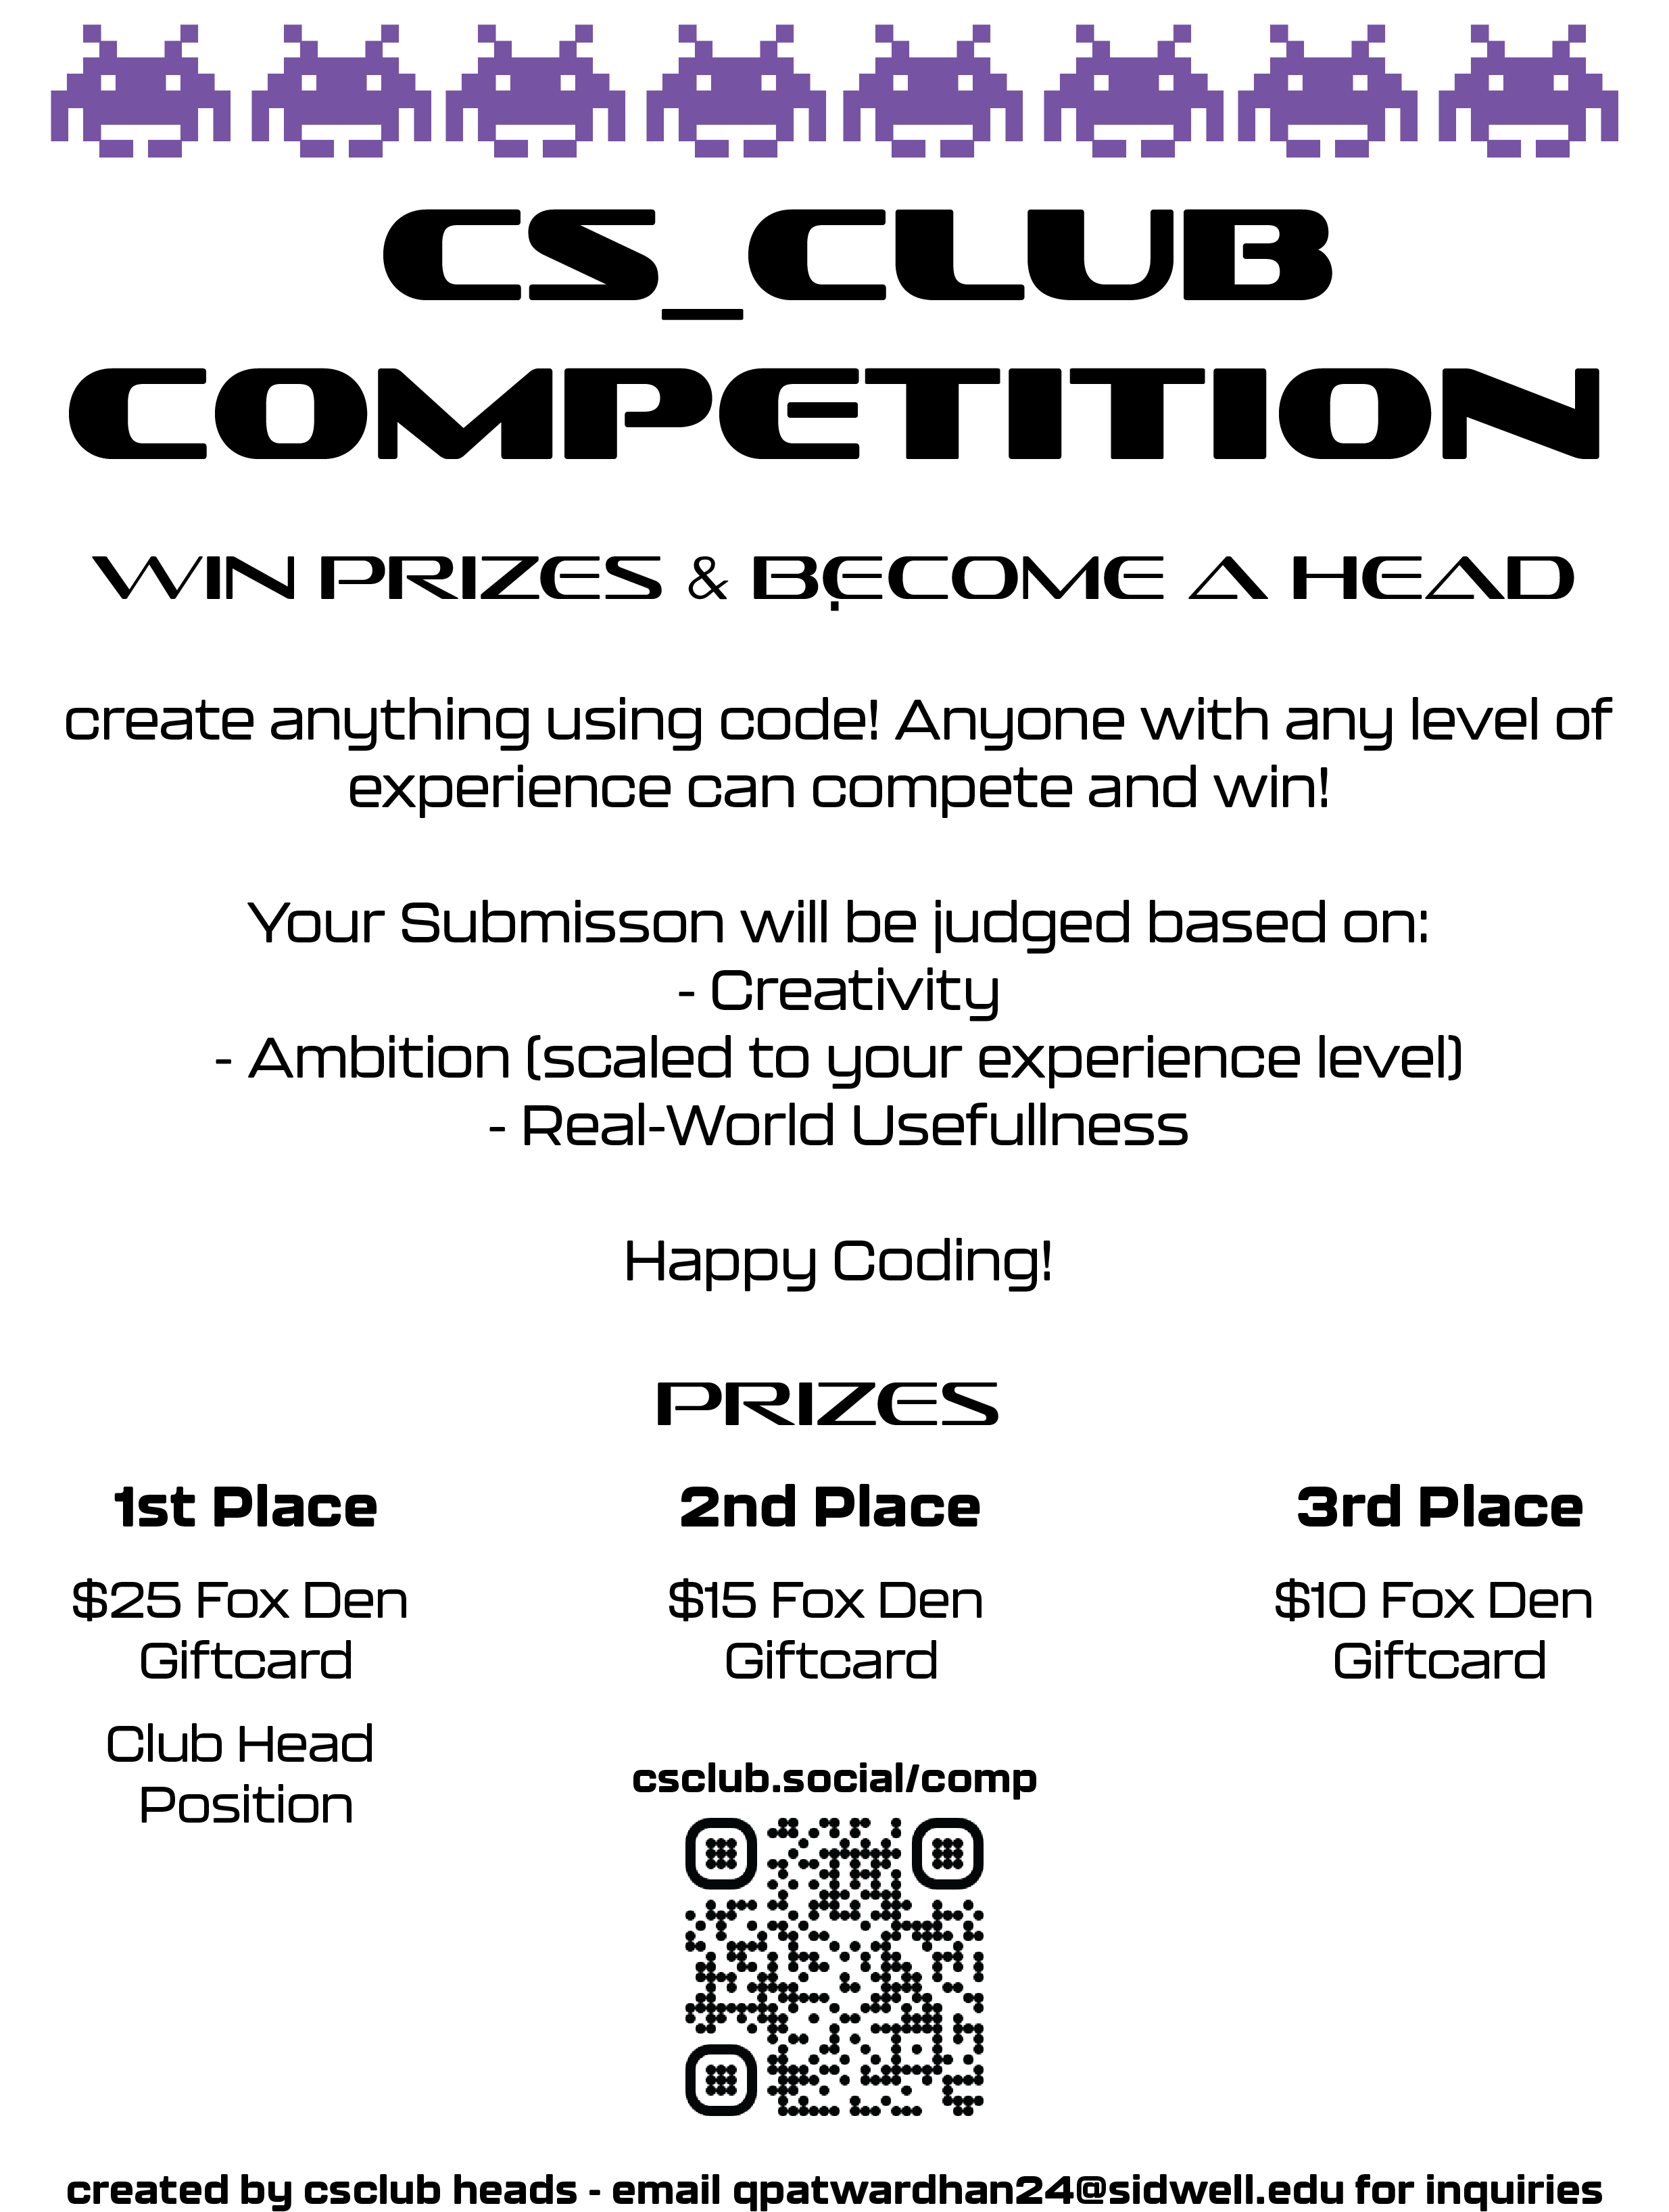 CS_CLUB
COMPETITION
WIN PRIZES & BECOME A HEAD
create anything using code! Anyone with any level of
experience can compete and win!
Your Submisson will be judged based on:
- Creativity
- Ambition (scaled to your experience level)
- Real-World Usefullness
Happy Coding!
PRIZES
1st Place
$25 Fox Den
Giftcard
Club Head
Position
2nd Place
$15 Fox Den
Giftcard
3rd Place
$10 Fox Den
Giftcard
csclub.social/comp
created by csclub heads - email qpatwardhan24@sidwell.edu for inquiries